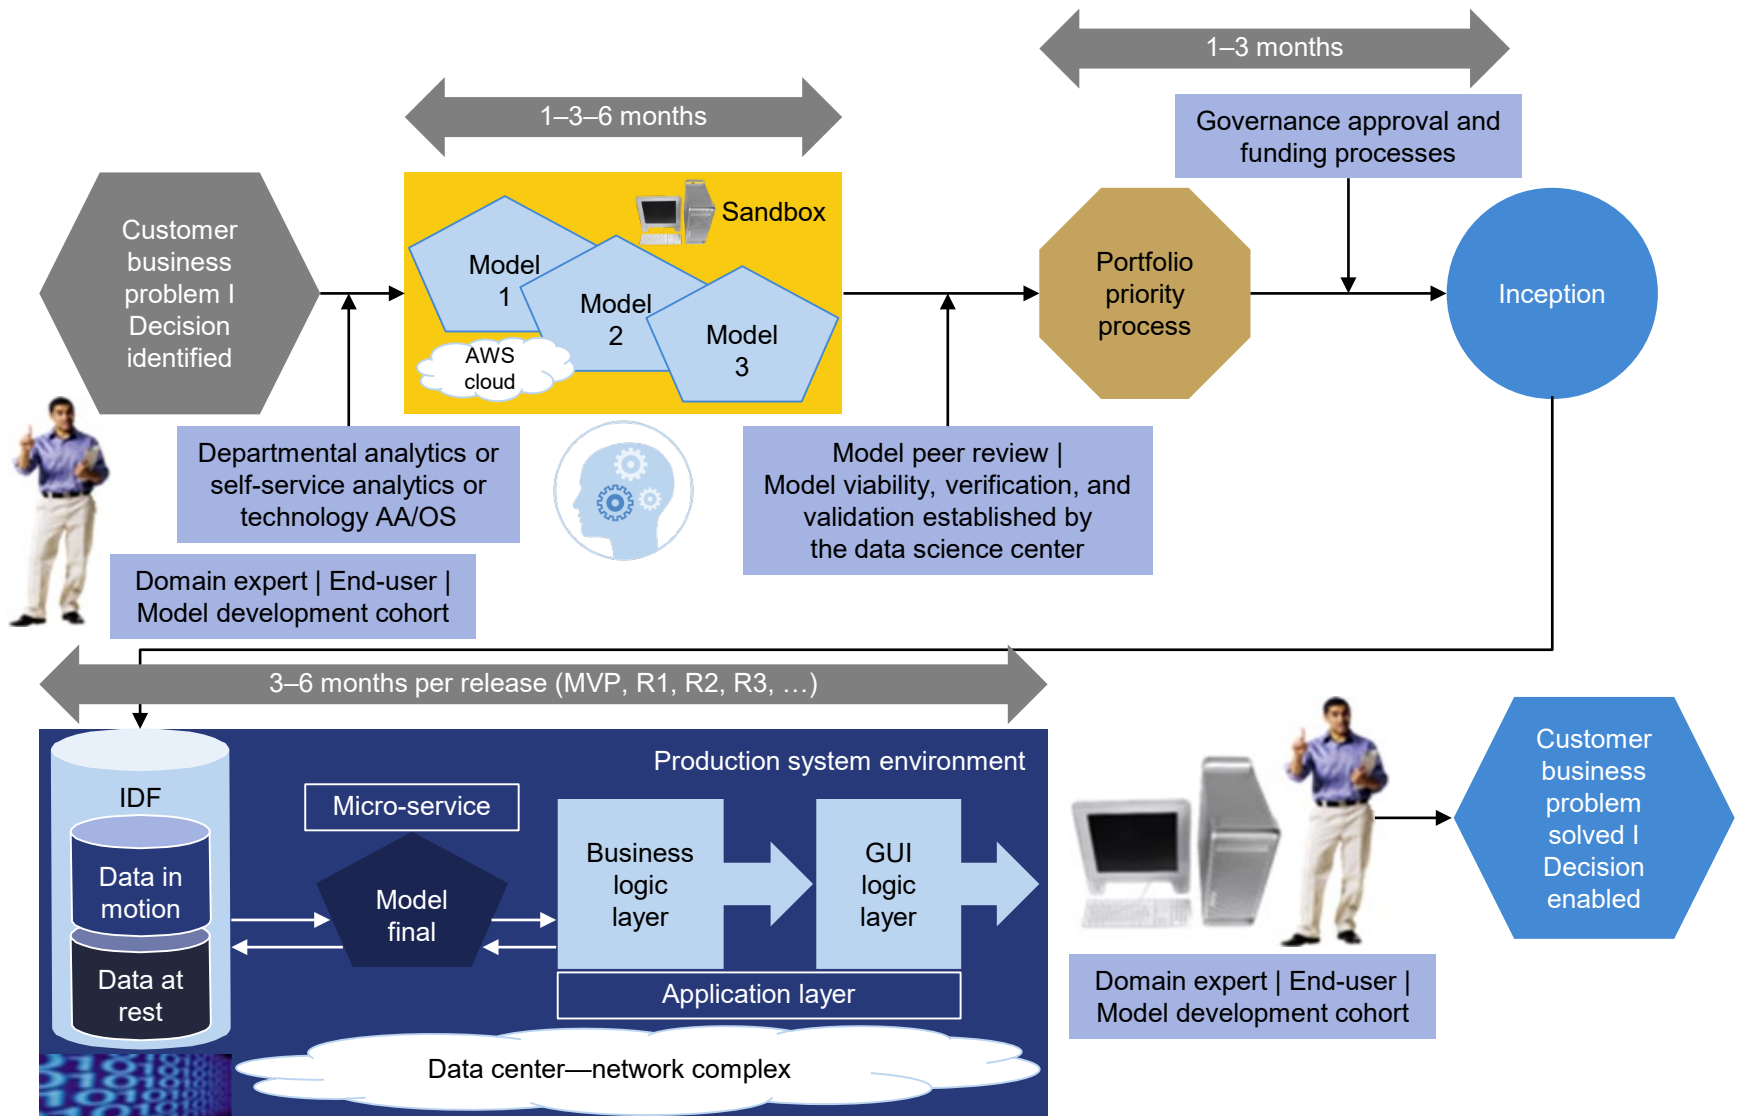 1–3 months
1–3–6 months
Governance approval and
funding processes
Customer
business
problem I
Decision
identified
Sandbox
Model
1
Model
2
Model
3
AWS
cloud
Portfolio
priority
process
Inception
Departmental analytics or
self-service analytics or
technology AA/OS
Model peer review |
Model viability, verification, and
validation established by
the data science center
Domain expert | End-user |
Model development cohort
3–6 months per release (MVP, R1, R2, R3, …)
Production system environment
IDF
Data in
motion
Data at
rest
Micro-service
Model
final
Business
logic
layer
GUI
logic
layer
Application layer
Data center—network complex
Domain expert | End-user |
Model development cohort
Customer
business
problem
solved I
Decision
enabled